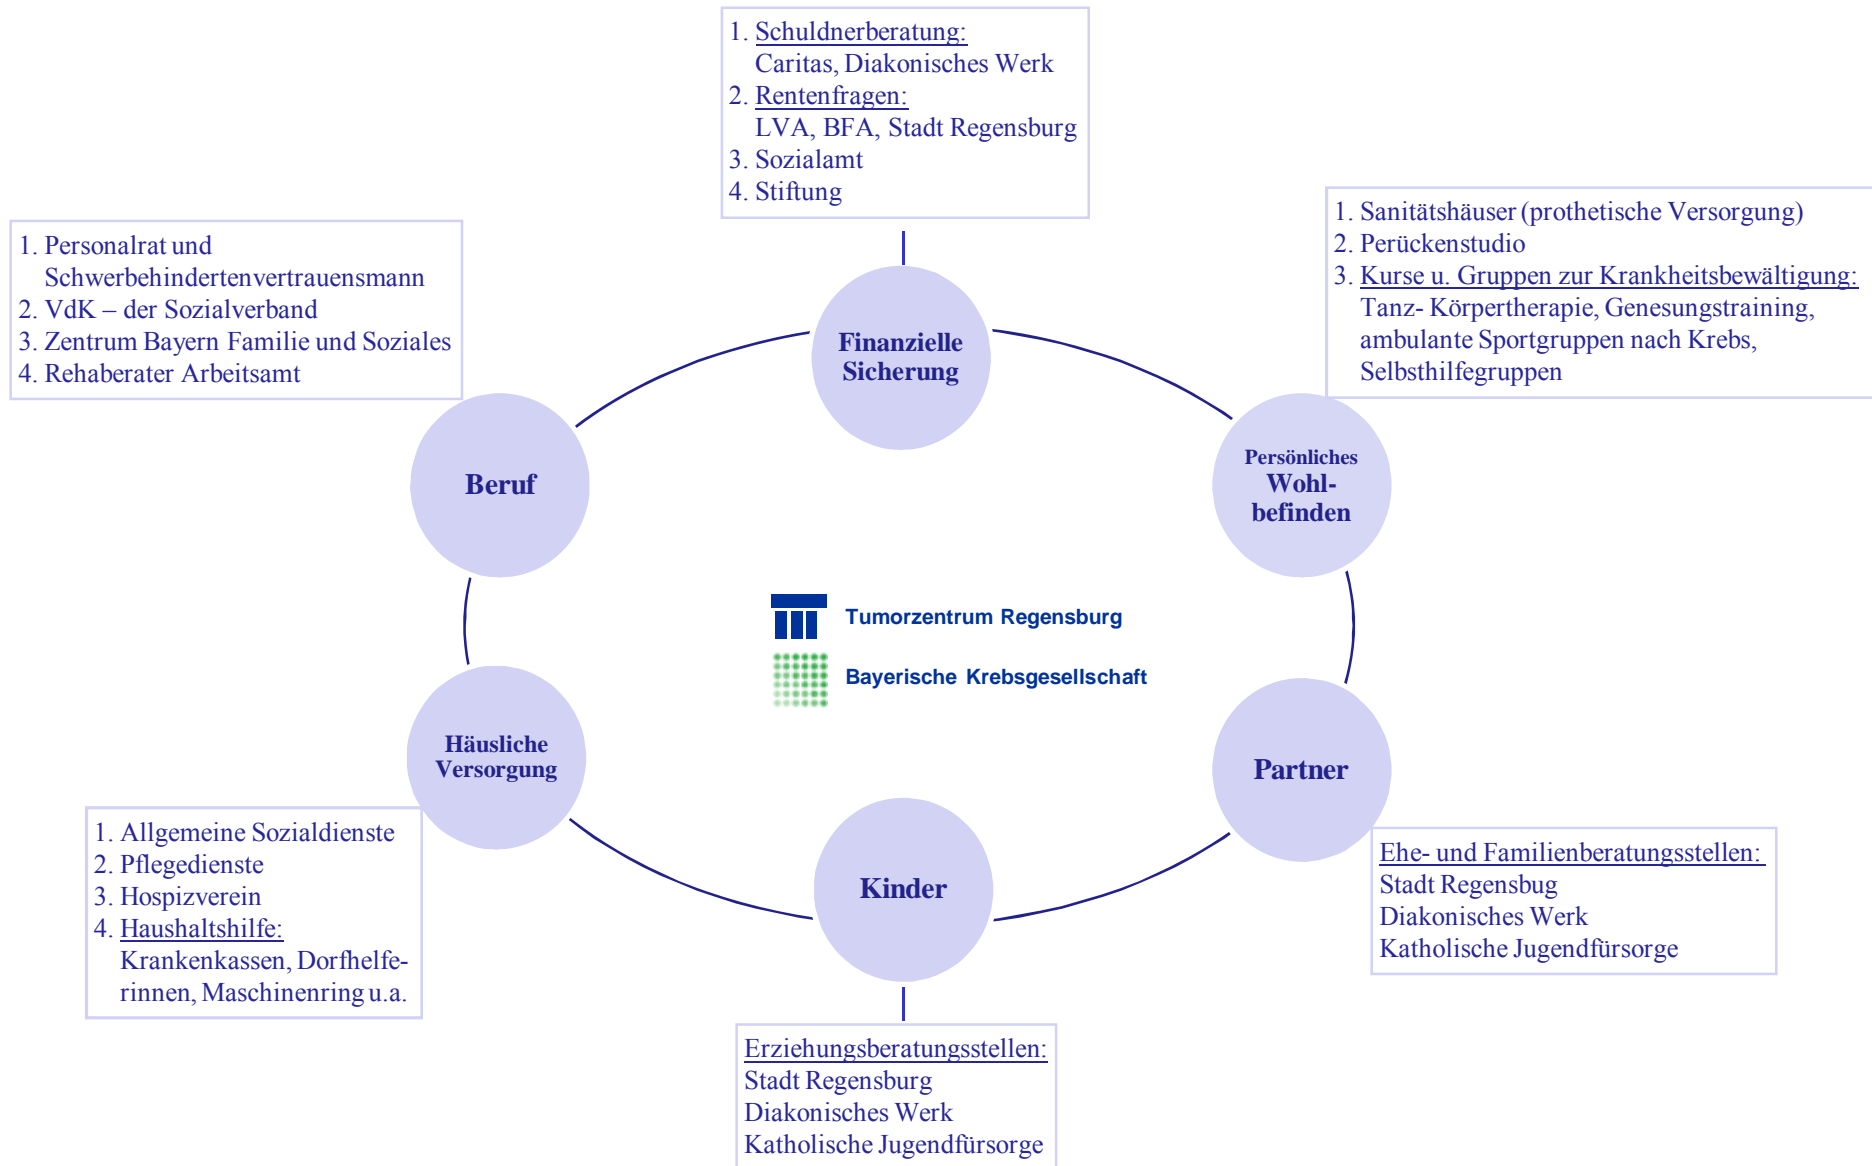 1. Schuldnerberatung:
Caritas, Diakonisches Werk
2. Rentenfragen:
LVA, BFA, Stadt Regensburg
3. Sozialamt
4. Stiftung
1. Personalrat und
Schwerbehindertenvertrauensmann
2. VdK – der Sozialverband
3. Zentrum Bayern Familie und Soziales
4. Rehaberater Arbeitsamt
1. Sanitätshäuser (prothetische Versorgung)
2. Perückenstudio
3. Kurse u. Gruppen zur Krankheitsbewältigung:
Tanz- Körpertherapie, Genesungstraining,
ambulante Sportgruppen nach Krebs,
Selbsthilfegruppen
Finanzielle
Sicherung
Beruf
Persönliches
Wohl-
befinden
Tumorzentrum Regensburg
Bayerische Krebsgesellschaft
Häusliche
Versorgung
Partner
Kinder
1. Allgemeine Sozialdienste
2. Pflegedienste
3. Hospizverein
4. Haushaltshilfe:
Krankenkassen, Dorfhelfe-
rinnen, Maschinenring u.a.
Ehe- und Familienberatungsstellen:
Stadt Regensbug
Diakonisches Werk
Katholische Jugendfürsorge
Erziehungsberatungsstellen:
Stadt Regensburg
Diakonisches Werk
Katholische Jugendfürsorge